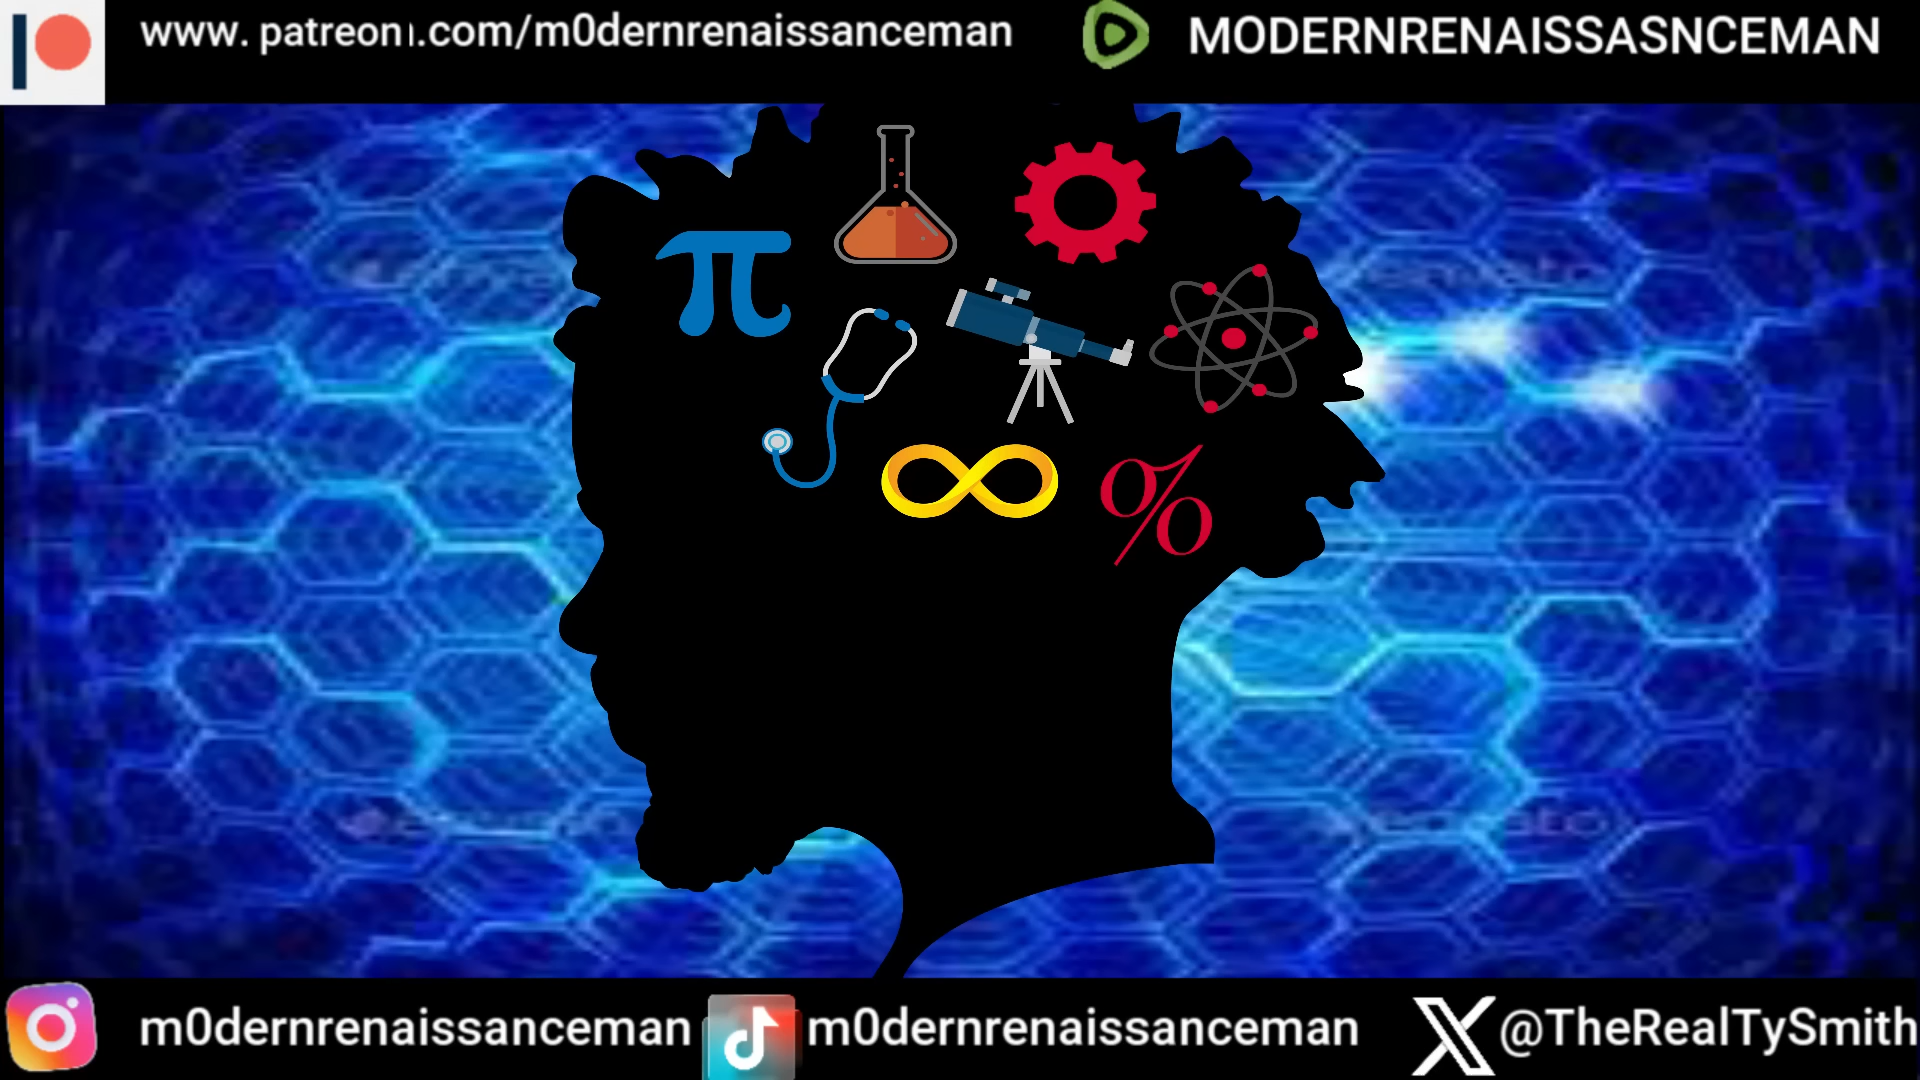 www. patreon.com/m0dernrenaissanceman
MODERNRENAISSASNCEMAN
π
%
m0dernrenaissanceman
m0dernrenaissanceman
@TheRealTySmith